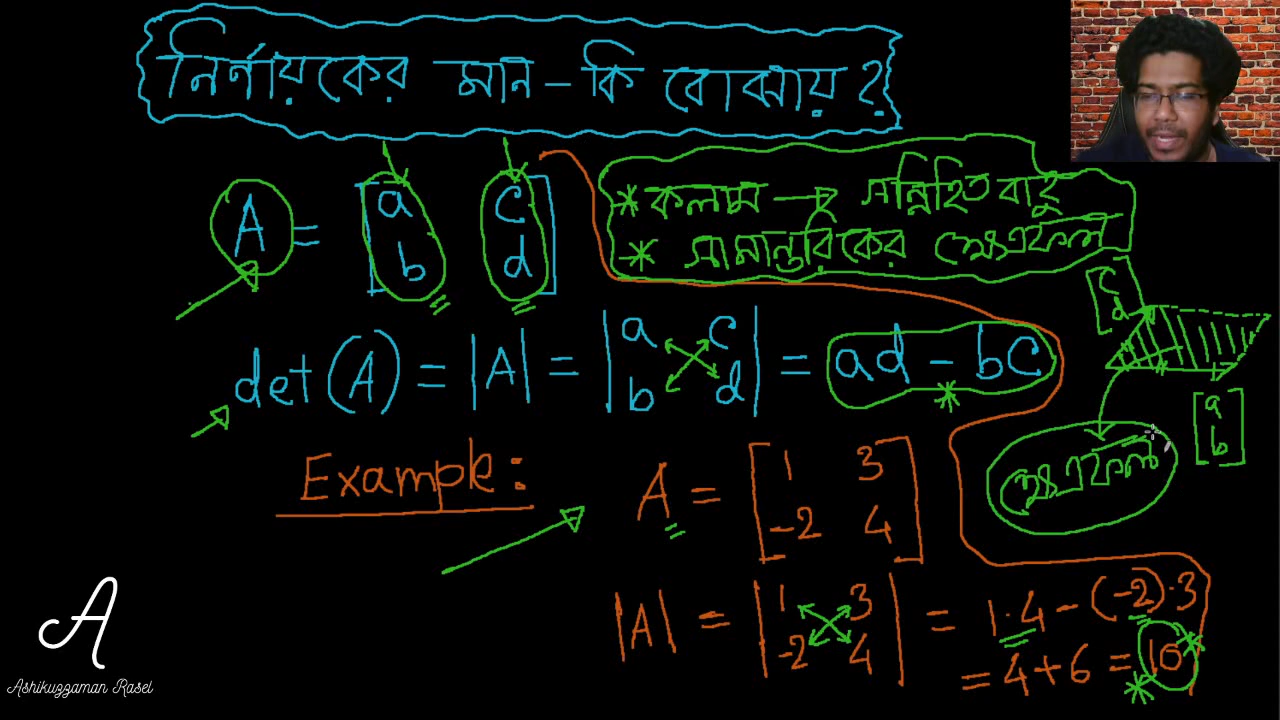 নির্ণায়কের মান - কি বোঝায় ?
* কলাম → সন্নিহিত বাহু
* সামান্তরিকের ক্ষেত্রফল
A = [a c
b d]
[c
d]
det (A) = |A| = |a c
b d| = ad - bc
[a
b]
ক্ষেত্রফল
Example:
A = [1 3
-2 4]
|A| = |1 3
-2 4| = 1·4 - (-2)·3
= 4 + 6 = 10
A
Ashikuzzaman Rasel